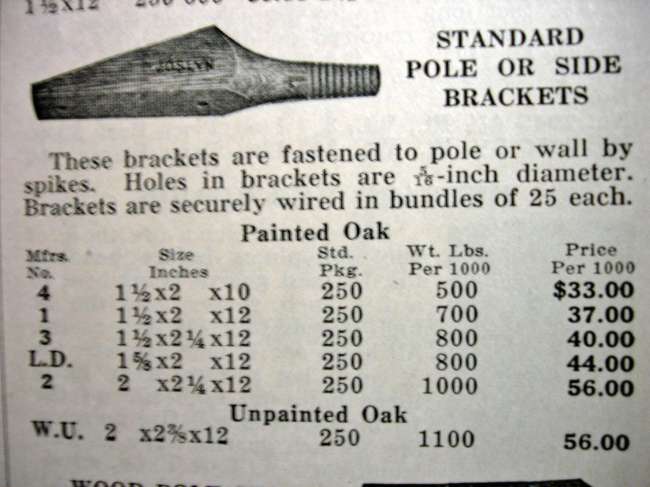 1½x12
JOSLYN
STANDARD
POLE OR SIDE
BRACKETS
These brackets are fastened to pole or wall by
spikes. Holes in brackets are 5/16-inch diameter.
Brackets are securely wired in bundles of 25 each.
Painted Oak
Mfrs. Size Std. Wt. Lbs. Price
No. Inches Pkg. Per 1000 Per 1000
4 1½x2 x10 250 500 $33.00
1 1½x2 x12 250 700 37.00
3 1½x2¼x12 250 800 40.00
L.D. 1⅝x2 x12 250 800 44.00
2 2 x2¼x12 250 1000 56.00
Unpainted Oak
W.U. 2 x2⅜x12 250 1100 56.00